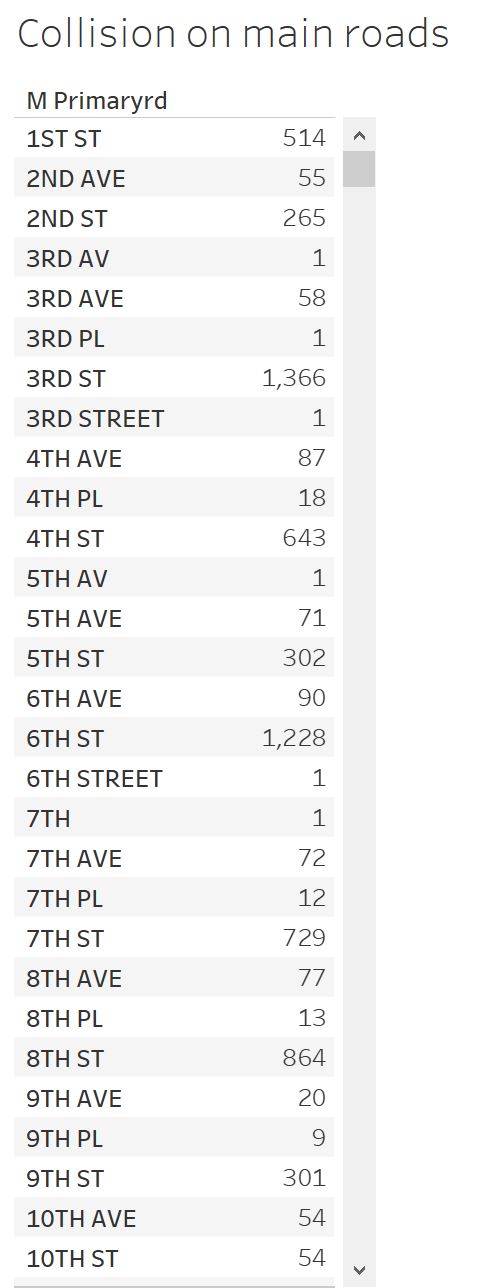 Collision on main roads
M Primaryrd
1ST ST 514
2ND AVE 55
2ND ST 265
3RD AV 1
3RD AVE 58
3RD PL 1
3RD ST 1,366
3RD STREET 1
4TH AVE 87
4TH PL 18
4TH ST 643
5TH AV 1
5TH AVE 71
5TH ST 302
6TH AVE 90
6TH ST 1,228
6TH STREET 1
7TH 1
7TH AVE 72
7TH PL 12
7TH ST 729
8TH AVE 77
8TH PL 13
8TH ST 864
9TH AVE 20
9TH PL 9
9TH ST 301
10TH AVE 54
10TH ST 54